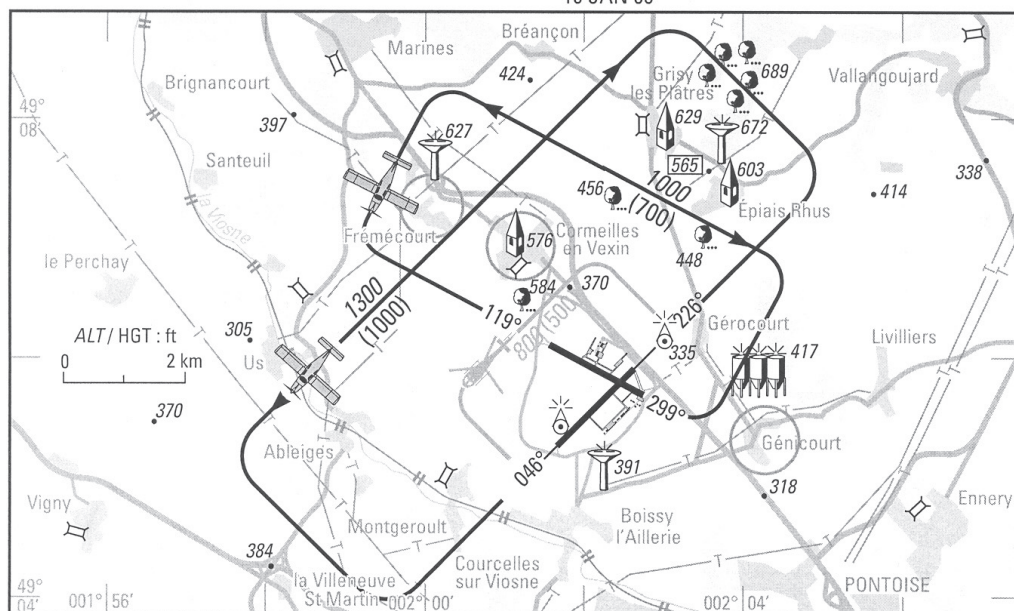 Marines
Bréançon
Brignancourt
424
Grisy
les Plâtres
689
Vallangoujard
49°
08'
397
627
629
672
Santeuil
565
603
338
456
1000
(700)
414
la Viosne
Épiais Rhus
Frémécourt
576
Cormeilles
en Vexin
448
le Perchay
1300
(1000)
584
370
119°
800 (500)
226°
ALT / HGT : ft
0 2 km
305
Us
335
Gérocourt
417
Livilliers
370
299°
Ableiges
046°
391
Génicourt
318
Vigny
Montgeroult
Boissy
l'Aillerie
Ennery
384
la Villeneuve
St Martin
Courcelles
sur Viosne
PONTOISE
49°
04'
001° 56'
002° 00'
002° 04'